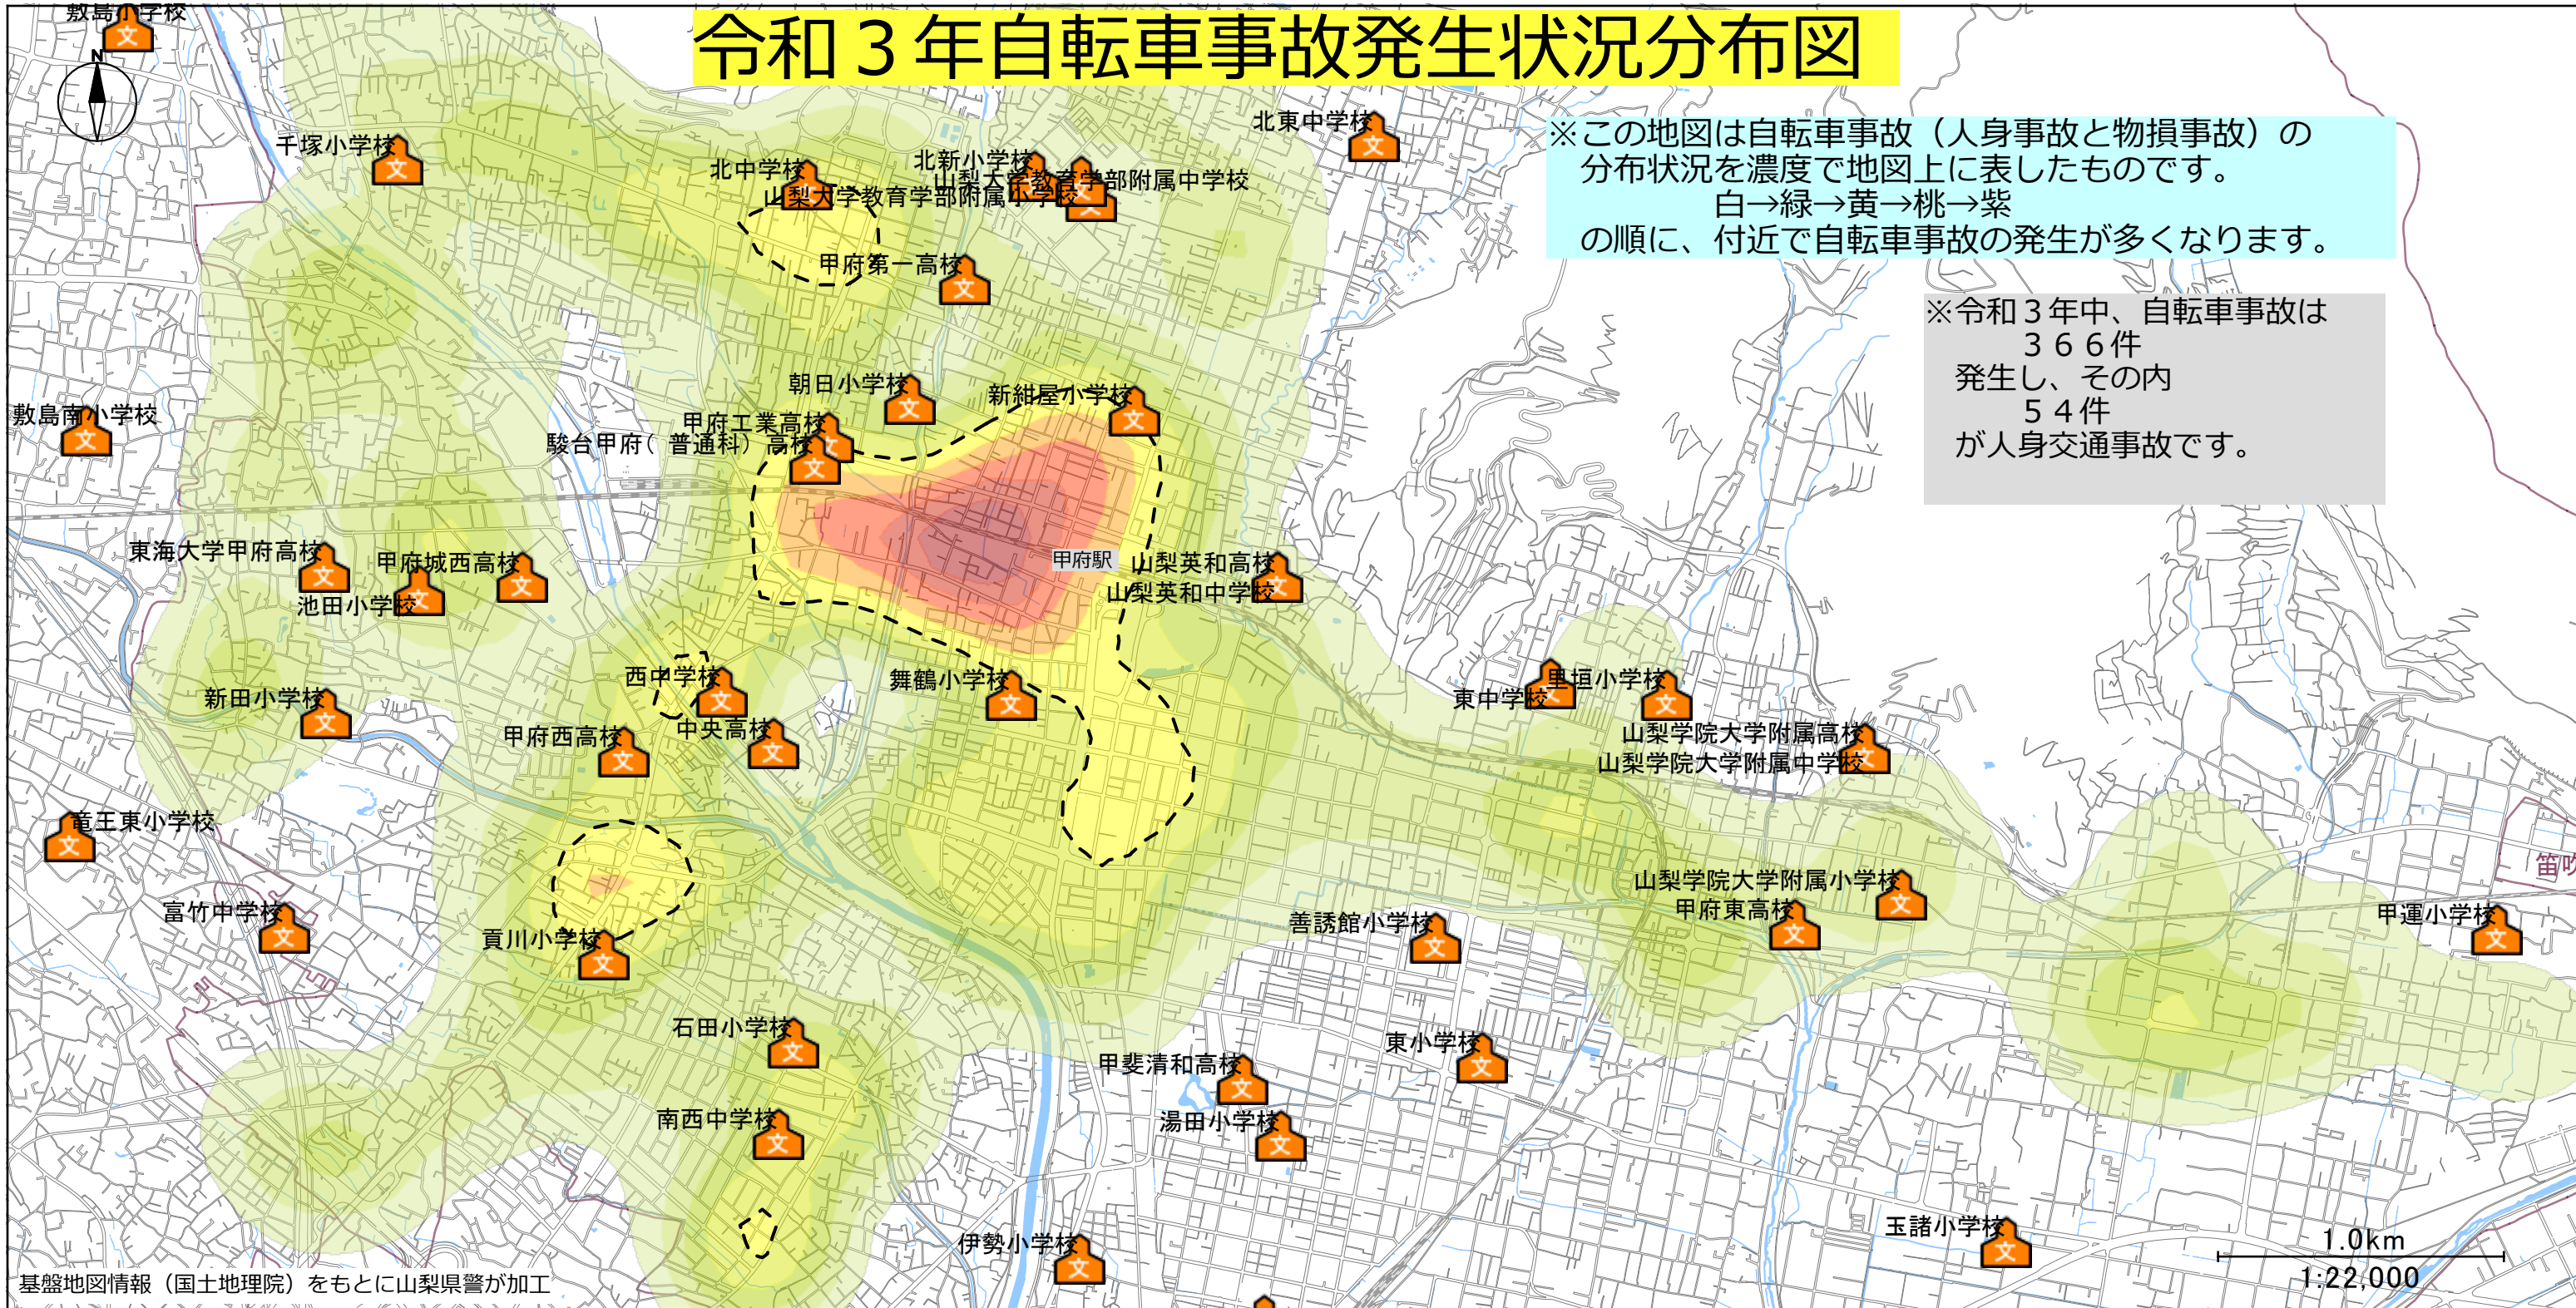 敷島小学校
令和３年自転車事故発生状況分布図
N
北東中学校
※この地図は自転車事故（人身事故と物損事故）の
分布状況を濃度で地図上に表したものです。
白→緑→黄→桃→紫
の順に、付近で自転車事故の発生が多くなります。
千塚小学校
北中学校
北新小学校
山梨大学教育学部附属中学校
山梨大学教育学部附属小学校
甲府第一高校
※令和３年中、自転車事故は
３６６件
発生し、その内
５４件
が人身交通事故です。
朝日小学校
新紺屋小学校
敷島南小学校
甲府工業高校
駿台甲府（普通科）高校
東海大学甲府高校
甲府城西高校
甲府駅
山梨英和高校
山梨英和中学校
池田小学校
西中学校
舞鶴小学校
東中学校
里垣小学校
新田小学校
甲府西高校
中央高校
山梨学院大学附属高校
山梨学院大学附属中学校
竜王東小学校
笛吹
山梨学院大学附属小学校
甲府東高校
富竹中学校
善誘館小学校
甲運小学校
貢川小学校
石田小学校
東小学校
甲斐清和高校
南西中学校
湯田小学校
伊勢小学校
玉諸小学校
1.0km
1:22,000
基盤地図情報（国土地理院）をもとに山梨県警が加工